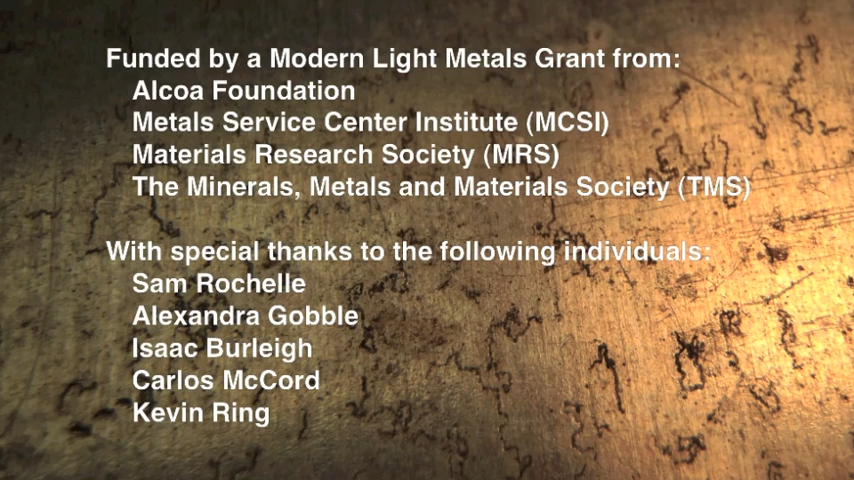 Funded by a Modern Light Metals Grant from:
Alcoa Foundation
Metals Service Center Institute (MCSI)
Materials Research Society (MRS)
The Minerals, Metals and Materials Society (TMS)
With special thanks to the following individuals:
Sam Rochelle
Alexandra Gobble
Isaac Burleigh
Carlos McCord
Kevin Ring